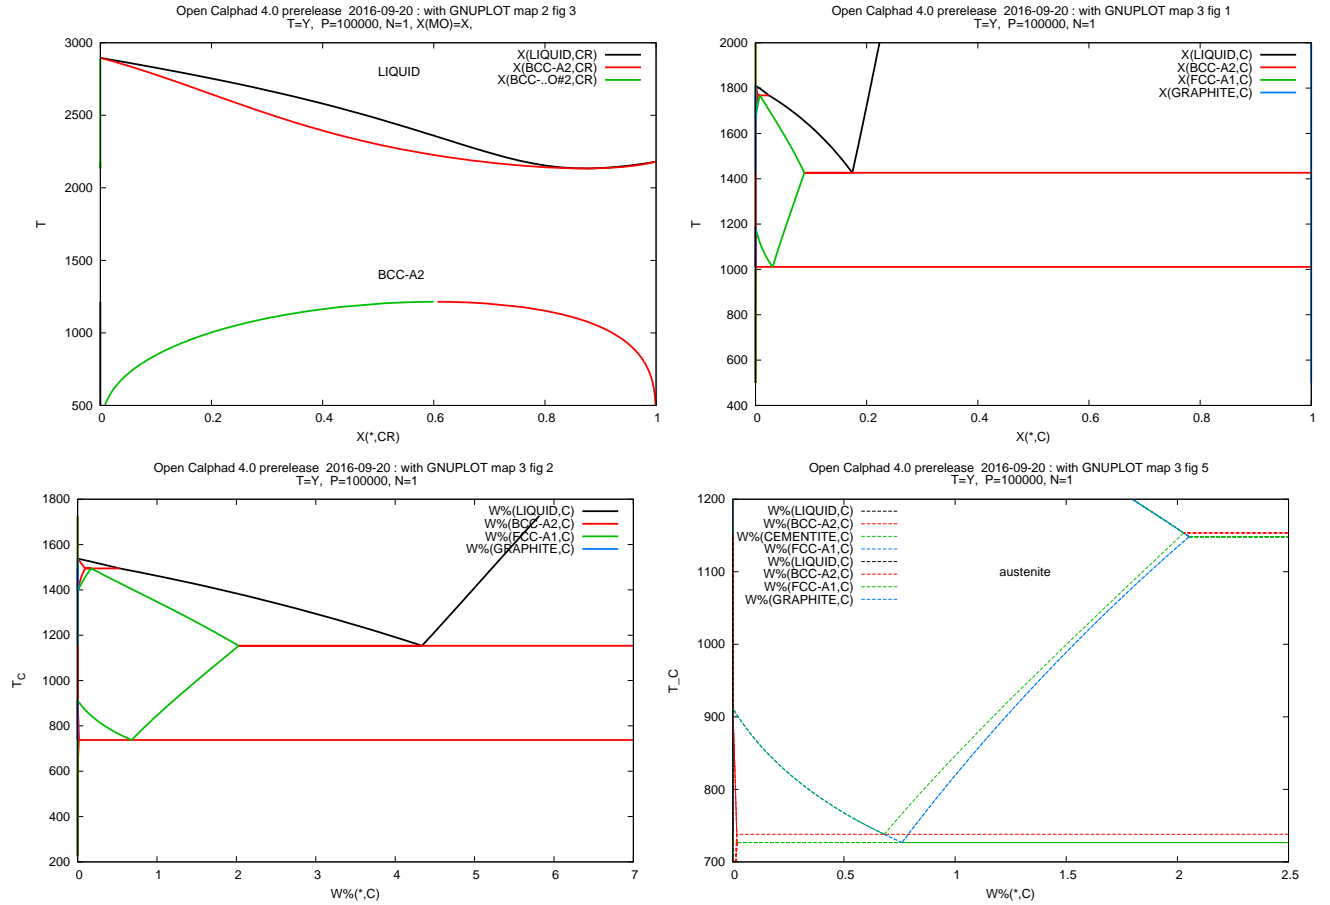 Open Calphad 4.0 prerelease 2016-09-20 : with GNUPLOT map 2 fig 3
T=Y, P=100000, N=1, X(MO)=X,
3000
2500
2000
1500
1000
500
0
0.2
0.4
0.6
0.8
1
T
X(*,CR)
LIQUID
BCC-A2
X(LIQUID,CR)
X(BCC-A2,CR)
X(BCC-..O#2,CR)
Open Calphad 4.0 prerelease 2016-09-20 : with GNUPLOT map 3 fig 1
T=Y, P=100000, N=1
2000
1800
1600
1400
1200
1000
800
600
400
0
0.2
0.4
0.6
0.8
1
T
X(*,C)
X(LIQUID,C)
X(BCC-A2,C)
X(FCC-A1,C)
X(GRAPHITE,C)
Open Calphad 4.0 prerelease 2016-09-20 : with GNUPLOT map 3 fig 2
T=Y, P=100000, N=1
1800
1600
1400
1200
1000
800
600
400
200
0
1
2
3
4
5
6
7
T_C
W%(*,C)
W%(LIQUID,C)
W%(BCC-A2,C)
W%(FCC-A1,C)
W%(GRAPHITE,C)
Open Calphad 4.0 prerelease 2016-09-20 : with GNUPLOT map 3 fig 5
T=Y, P=100000, N=1
1200
1100
1000
900
800
700
0
0.5
1
1.5
2
2.5
T_C
W%(*,C)
austenite
W%(LIQUID,C)
W%(BCC-A2,C)
W%(CEMENTITE,C)
W%(FCC-A1,C)
W%(LIQUID,C)
W%(BCC-A2,C)
W%(FCC-A1,C)
W%(GRAPHITE,C)